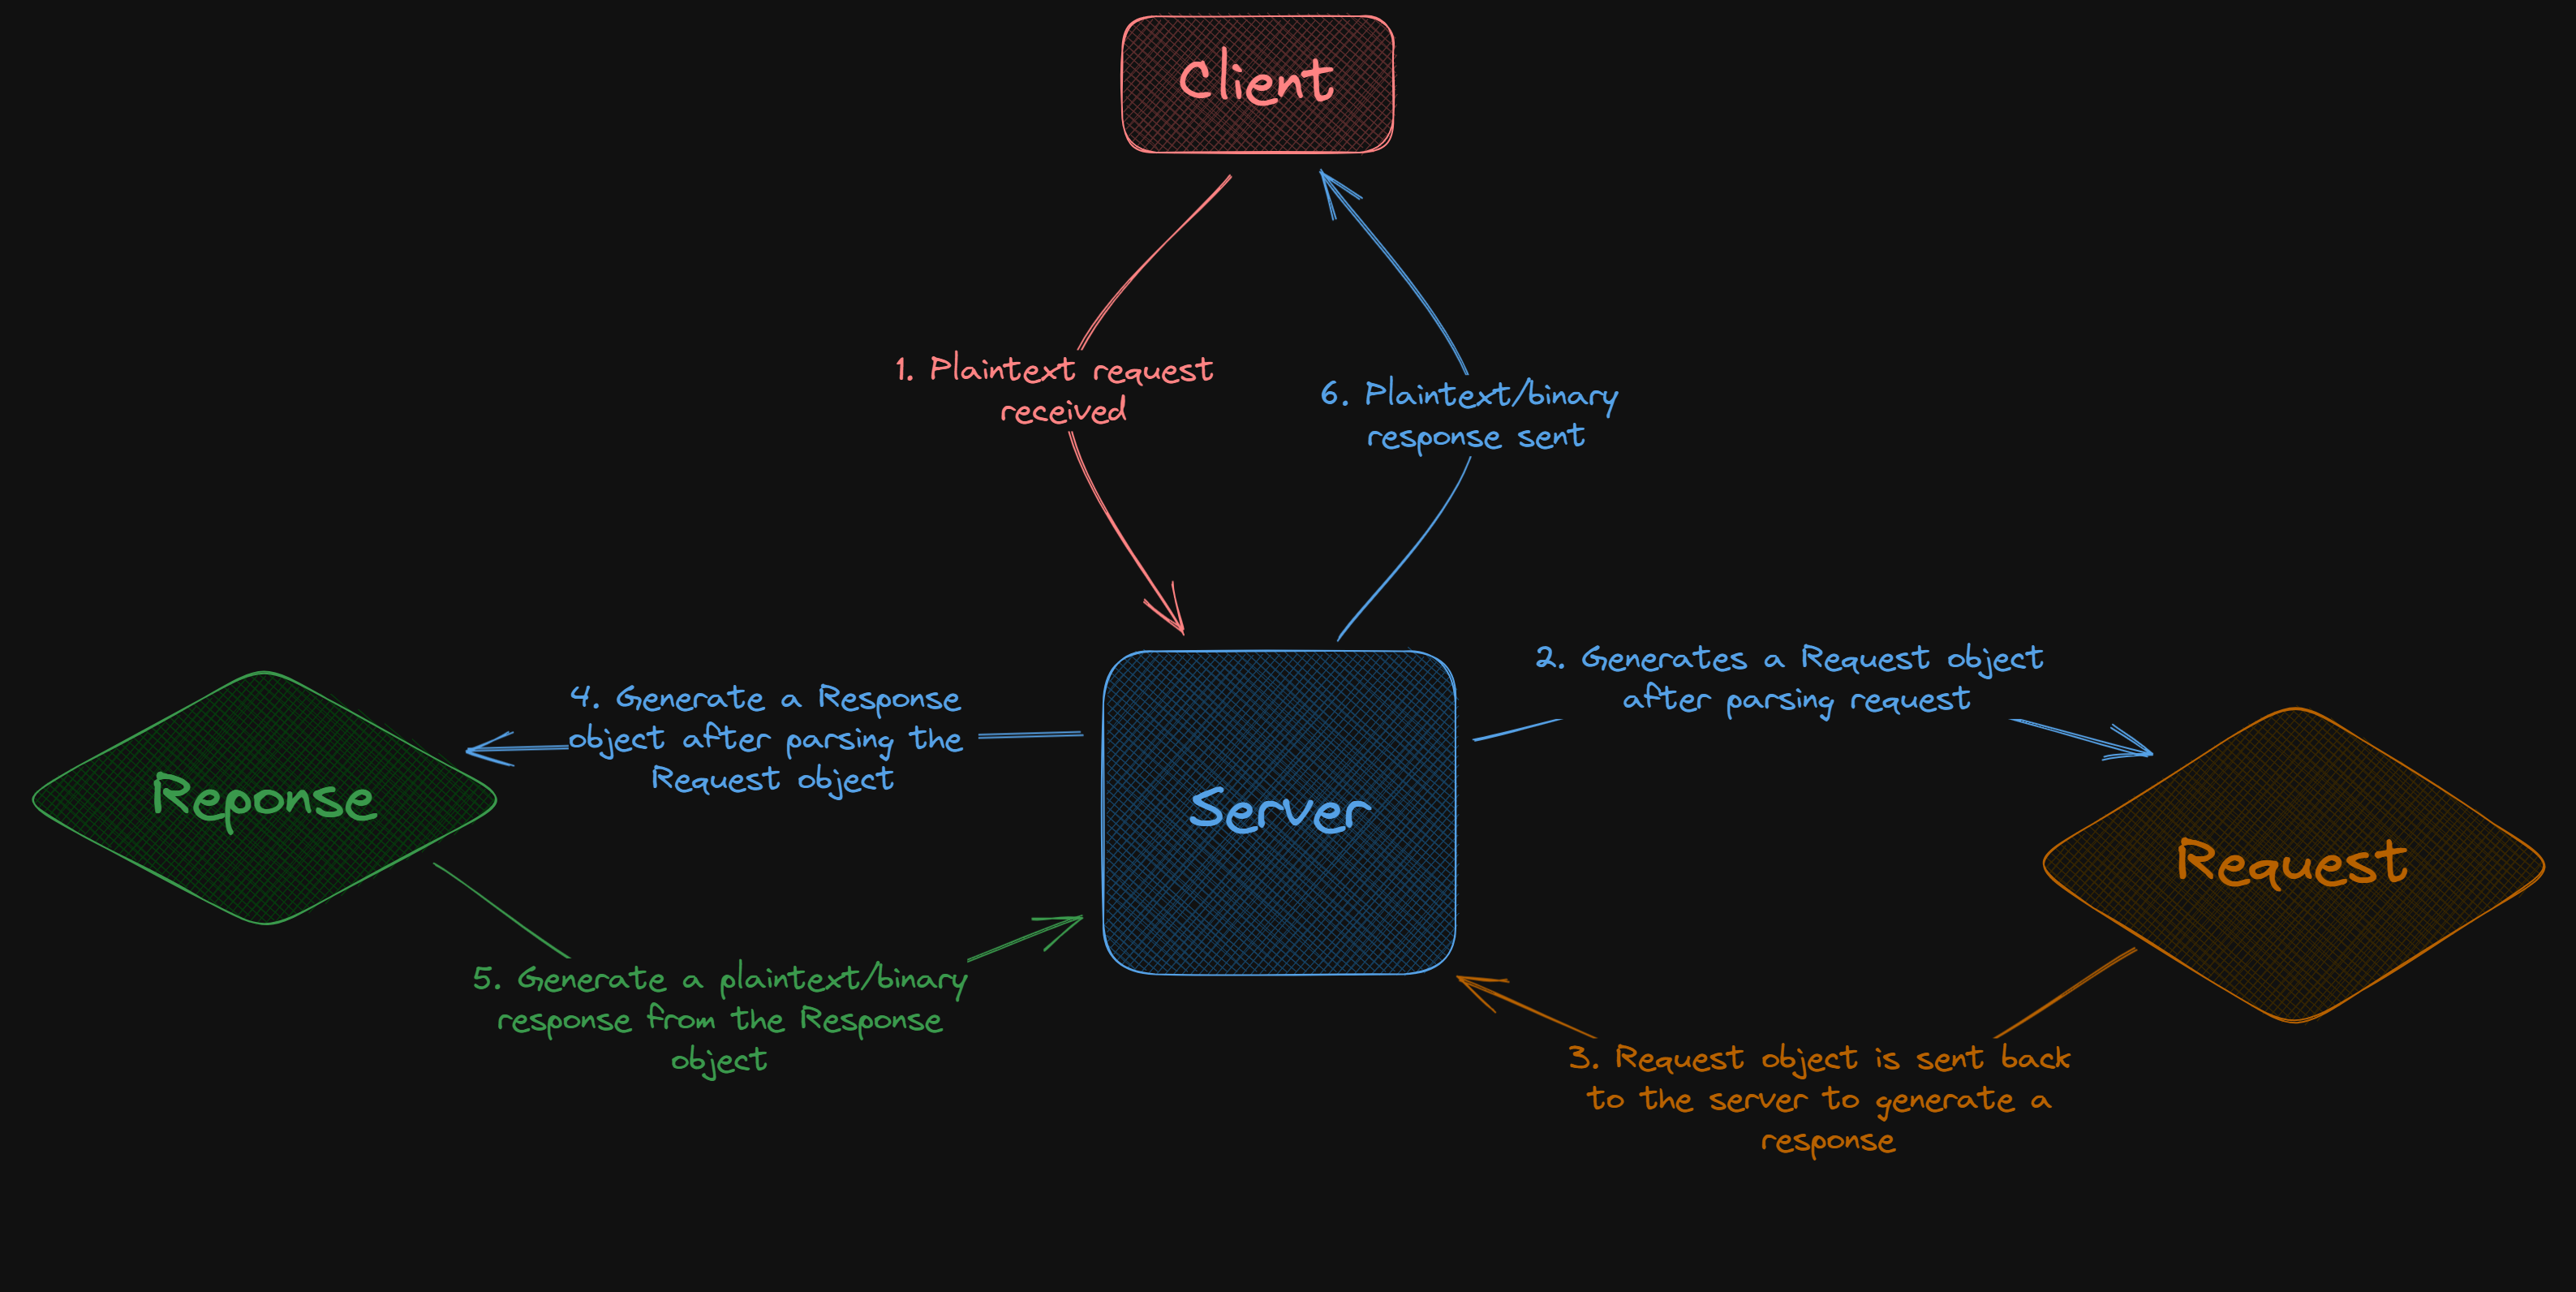 Client
1. Plaintext request
received
6. Plaintext/binary
response sent
2. Generates a Request object
after parsing request
4. Generate a Response
object after parsing the
Request object
Reponse
Server
Request
5. Generate a plaintext/binary
response from the Response
object
3. Request object is sent back
to the server to generate a
response